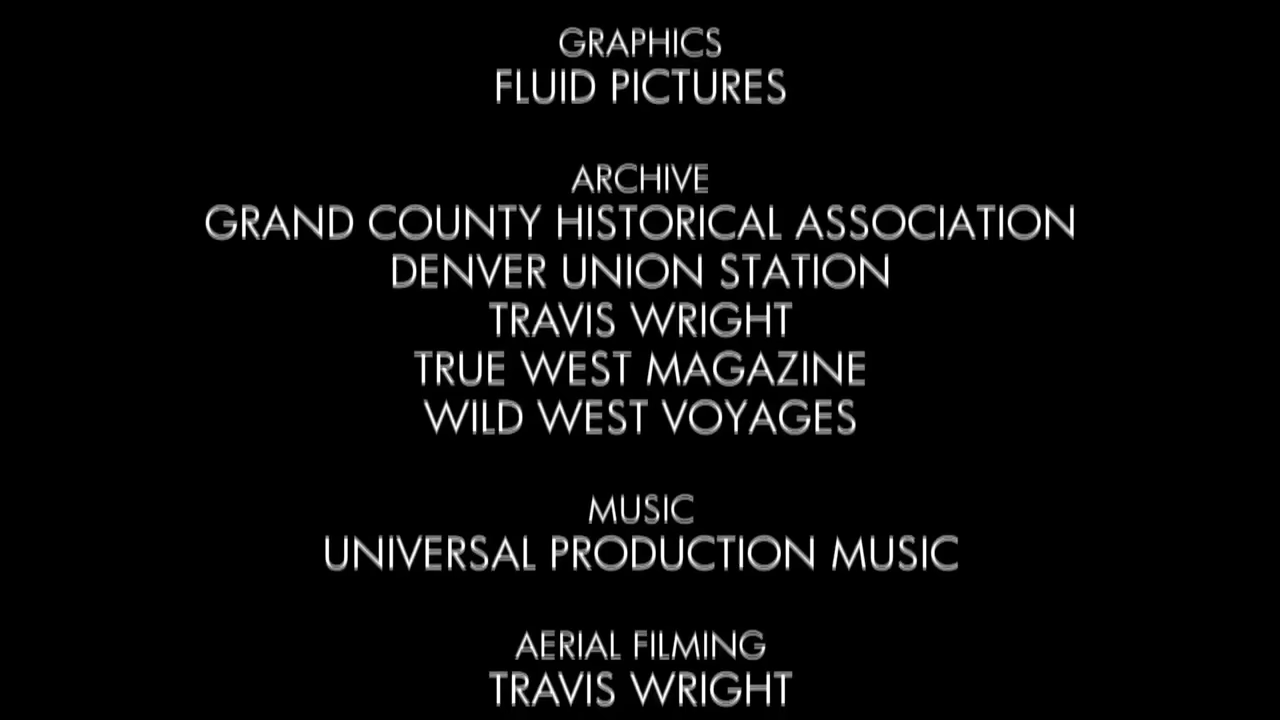 GRAPHICS
FLUID PICTURES
ARCHIVE
GRAND COUNTY HISTORICAL ASSOCIATION
DENVER UNION STATION
TRAVIS WRIGHT
TRUE WEST MAGAZINE
WILD WEST VOYAGES
MUSIC
UNIVERSAL PRODUCTION MUSIC
AERIAL FILMING
TRAVIS WRIGHT